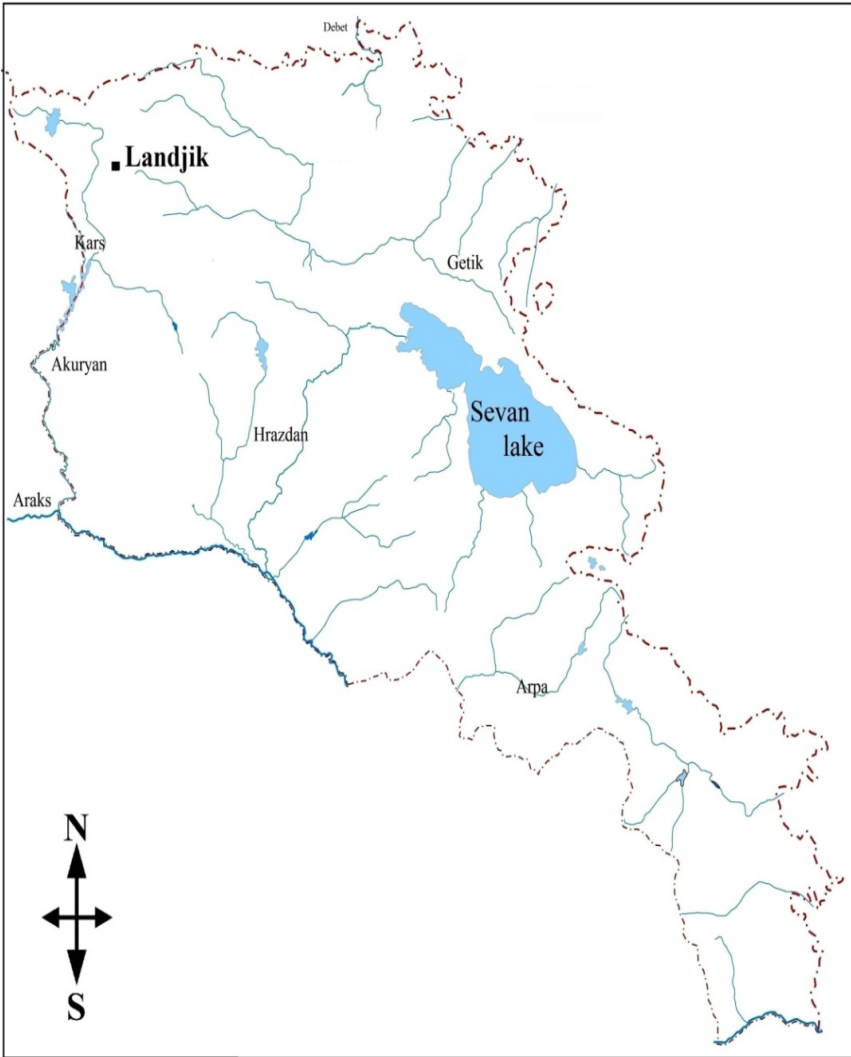 Debet
Landjik
Kars
Getik
Akuryan
Sevan
lake
Hrazdan
Araks
Arpa
N
S